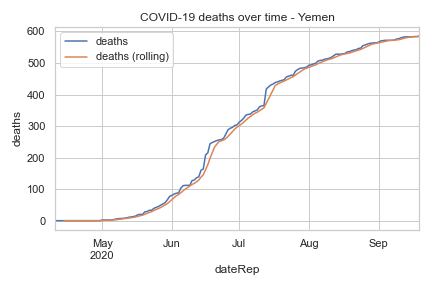 COVID-19 deaths over time - Yemen
deaths
deaths (rolling)
600
500
400
300
200
100
0
deaths
May
2020
Jun
Jul
Aug
Sep
dateRep